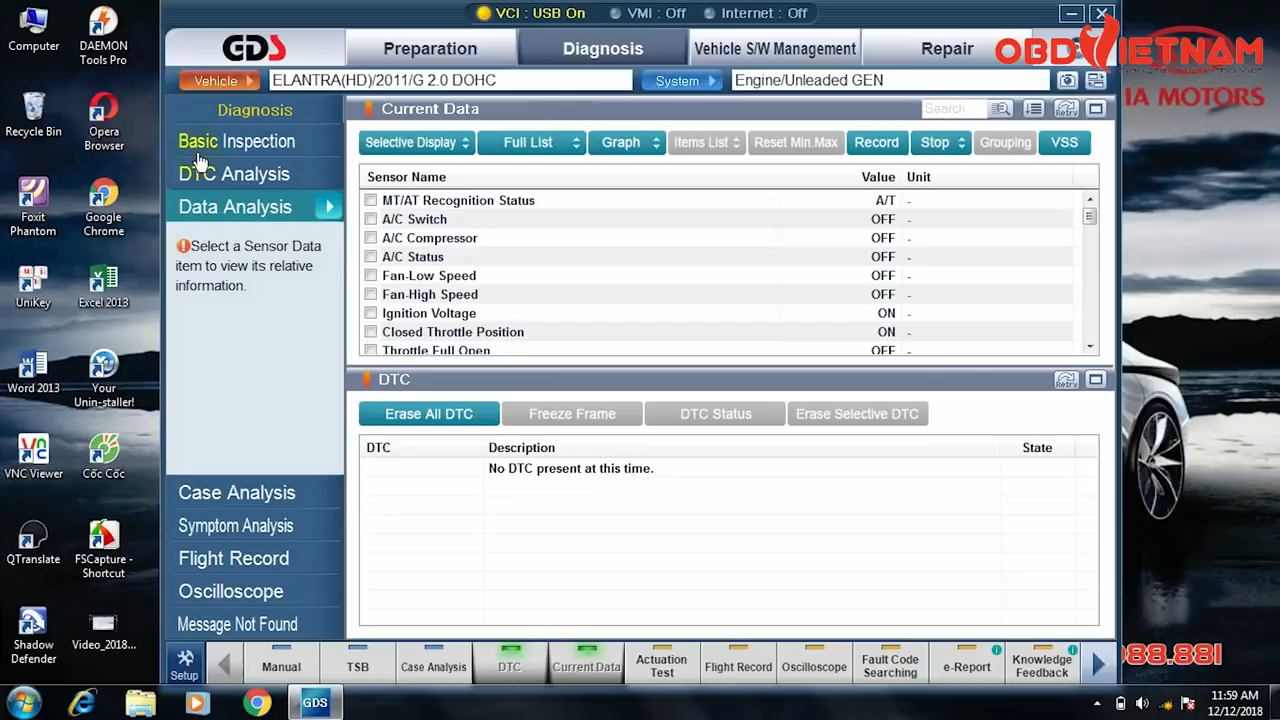 VCI : USB On
VMI : Off
Internet : Off
Computer
DAEMON
Tools Pro
Recycle Bin
Opera
Browser
Foxit
Phantom
Google
Chrome
UniKey
Excel 2013
Word 2013
Your
Unin-staller!
VNC Viewer
Cốc Cốc
QTranslate
FSCapture -
Shortcut
Shadow
Defender
Video_2018...
GDS
Preparation
Diagnosis
Vehicle S/W Management
Repair
OBD VIETNAM
IA MOTORS
Vehicle
ELANTRA(HD)/2011/G 2.0 DOHC
System
Engine/Unleaded GEN
Diagnosis
Basic Inspection
DTC Analysis
Data Analysis
Select a Sensor Data
item to view its relative
information.
Case Analysis
Symptom Analysis
Flight Record
Oscilloscope
Message Not Found
Current Data
Search
Retry
Selective Display
Full List
Graph
Items List
Reset Min.Max
Record
Stop
Grouping
VSS
Sensor Name Value Unit
MT/AT Recognition Status A/T -
A/C Switch OFF -
A/C Compressor OFF -
A/C Status OFF -
Fan-Low Speed OFF -
Fan-High Speed OFF -
Ignition Voltage ON -
Closed Throttle Position ON -
Throttle Full Open OFF -
DTC
Retry
Erase All DTC
Freeze Frame
DTC Status
Erase Selective DTC
DTC Description State
No DTC present at this time.
Setup
Manual
TSB
Case Analysis
DTC
Current Data
Actuation
Test
Flight Record
Oscilloscope
Fault Code
Searching
e-Report
Knowledge
Feedback
988.881
GDS
11:59 AM
12/12/2018